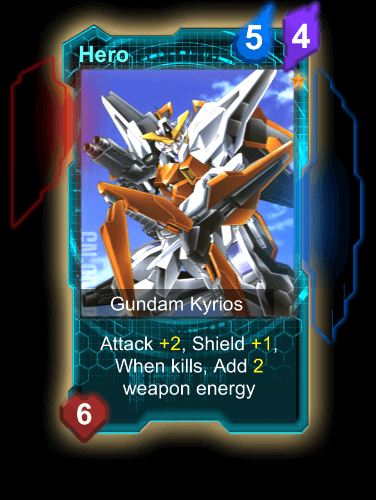 5 4
Hero
Gundam Kyrios
Attack +2, Shield +1,
When kills, Add 2
weapon energy
6